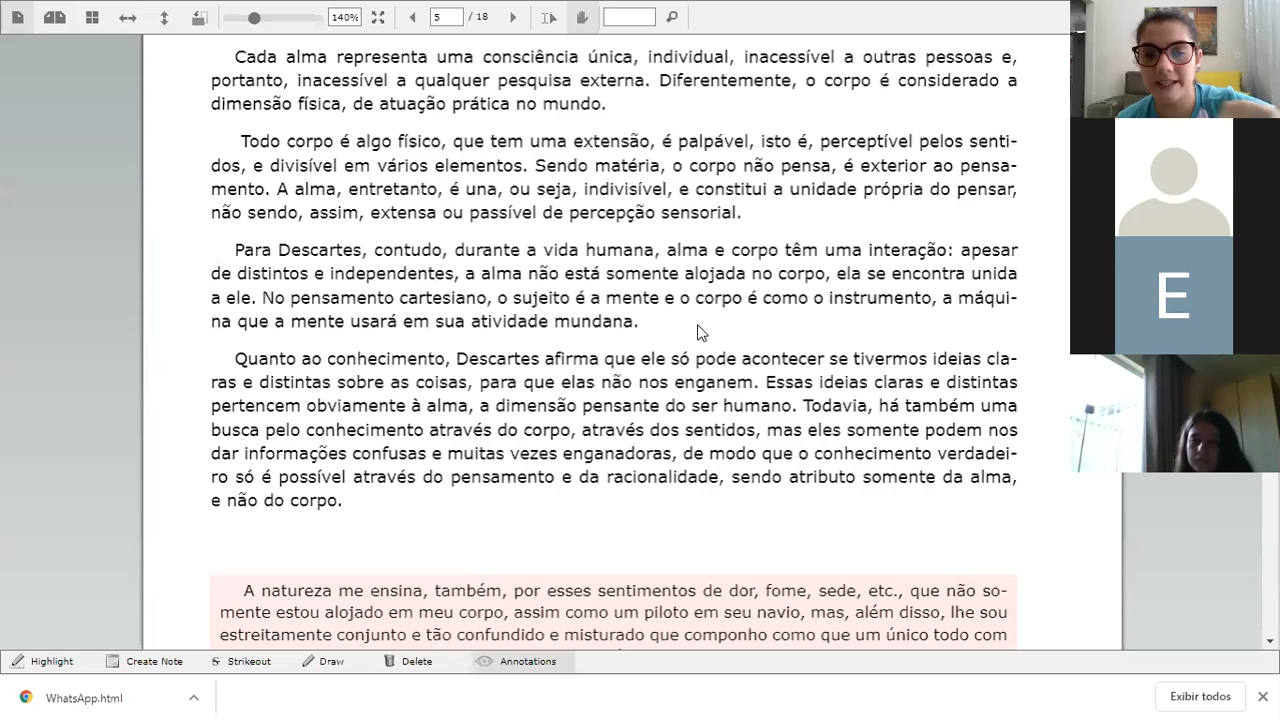 140%
5 / 18
Cada alma representa uma consciência única, individual, inacessível a outras pessoas e,
portanto, inacessível a qualquer pesquisa externa. Diferentemente, o corpo é considerado a
dimensão física, de atuação prática no mundo.
Todo corpo é algo físico, que tem uma extensão, é palpável, isto é, perceptível pelos senti-
dos, e divisível em vários elementos. Sendo matéria, o corpo não pensa, é exterior ao pensa-
mento. A alma, entretanto, é una, ou seja, indivisível, e constitui a unidade própria do pensar,
não sendo, assim, extensa ou passível de percepção sensorial.
Para Descartes, contudo, durante a vida humana, alma e corpo têm uma interação: apesar
de distintos e independentes, a alma não está somente alojada no corpo, ela se encontra unida
a ele. No pensamento cartesiano, o sujeito é a mente e o corpo é como o instrumento, a máqui-
na que a mente usará em sua atividade mundana.
Quanto ao conhecimento, Descartes afirma que ele só pode acontecer se tivermos ideias cla-
ras e distintas sobre as coisas, para que elas não nos enganem. Essas ideias claras e distintas
pertencem obviamente à alma, a dimensão pensante do ser humano. Todavia, há também uma
busca pelo conhecimento através do corpo, através dos sentidos, mas eles somente podem nos
dar informações confusas e muitas vezes enganadoras, de modo que o conhecimento verdadei-
ro só é possível através do pensamento e da racionalidade, sendo atributo somente da alma,
e não do corpo.
A natureza me ensina, também, por esses sentimentos de dor, fome, sede, etc., que não so-
mente estou alojado em meu corpo, assim como um piloto em seu navio, mas, além disso, lhe sou
estreitamente conjunto e tão confundido e misturado que componho como que um único todo com
E
Highlight
Create Note
S Strikeout
Draw
Delete
Annotations
WhatsApp.html
Exibir todos